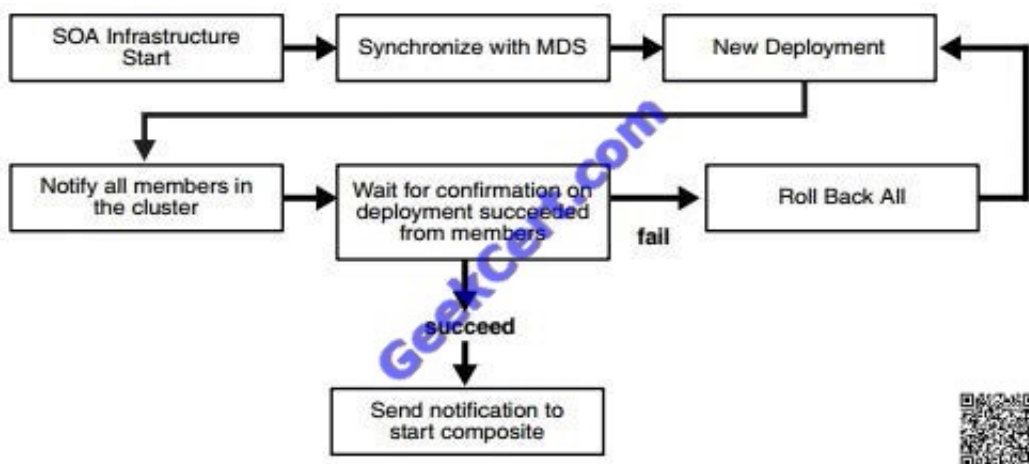 SOA Infrastructure
Start
Synchronize with MDS
New Deployment
Notify all members in
the cluster
Wait for confirmation on
deployment succeeded
from members
fail
Roll Back All
succeed
Send notification to
start composite
GeekCert.com